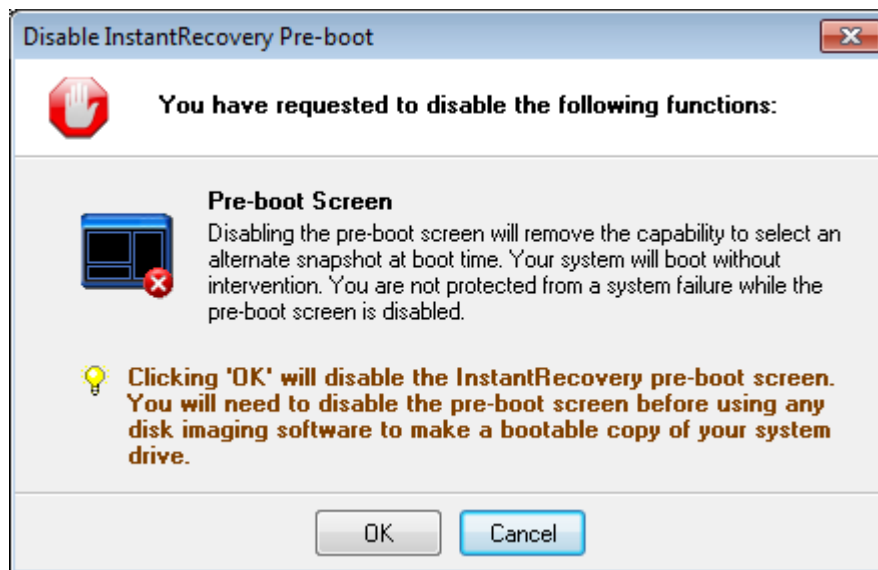 Disable InstantRecovery Pre-boot
You have requested to disable the following functions:
Pre-boot Screen
Disabling the pre-boot screen will remove the capability to select an
alternate snapshot at boot time. Your system will boot without
intervention. You are not protected from a system failure while the
pre-boot screen is disabled.
Clicking 'OK' will disable the InstantRecovery pre-boot screen.
You will need to disable the pre-boot screen before using any
disk imaging software to make a bootable copy of your system
drive.
OK
Cancel